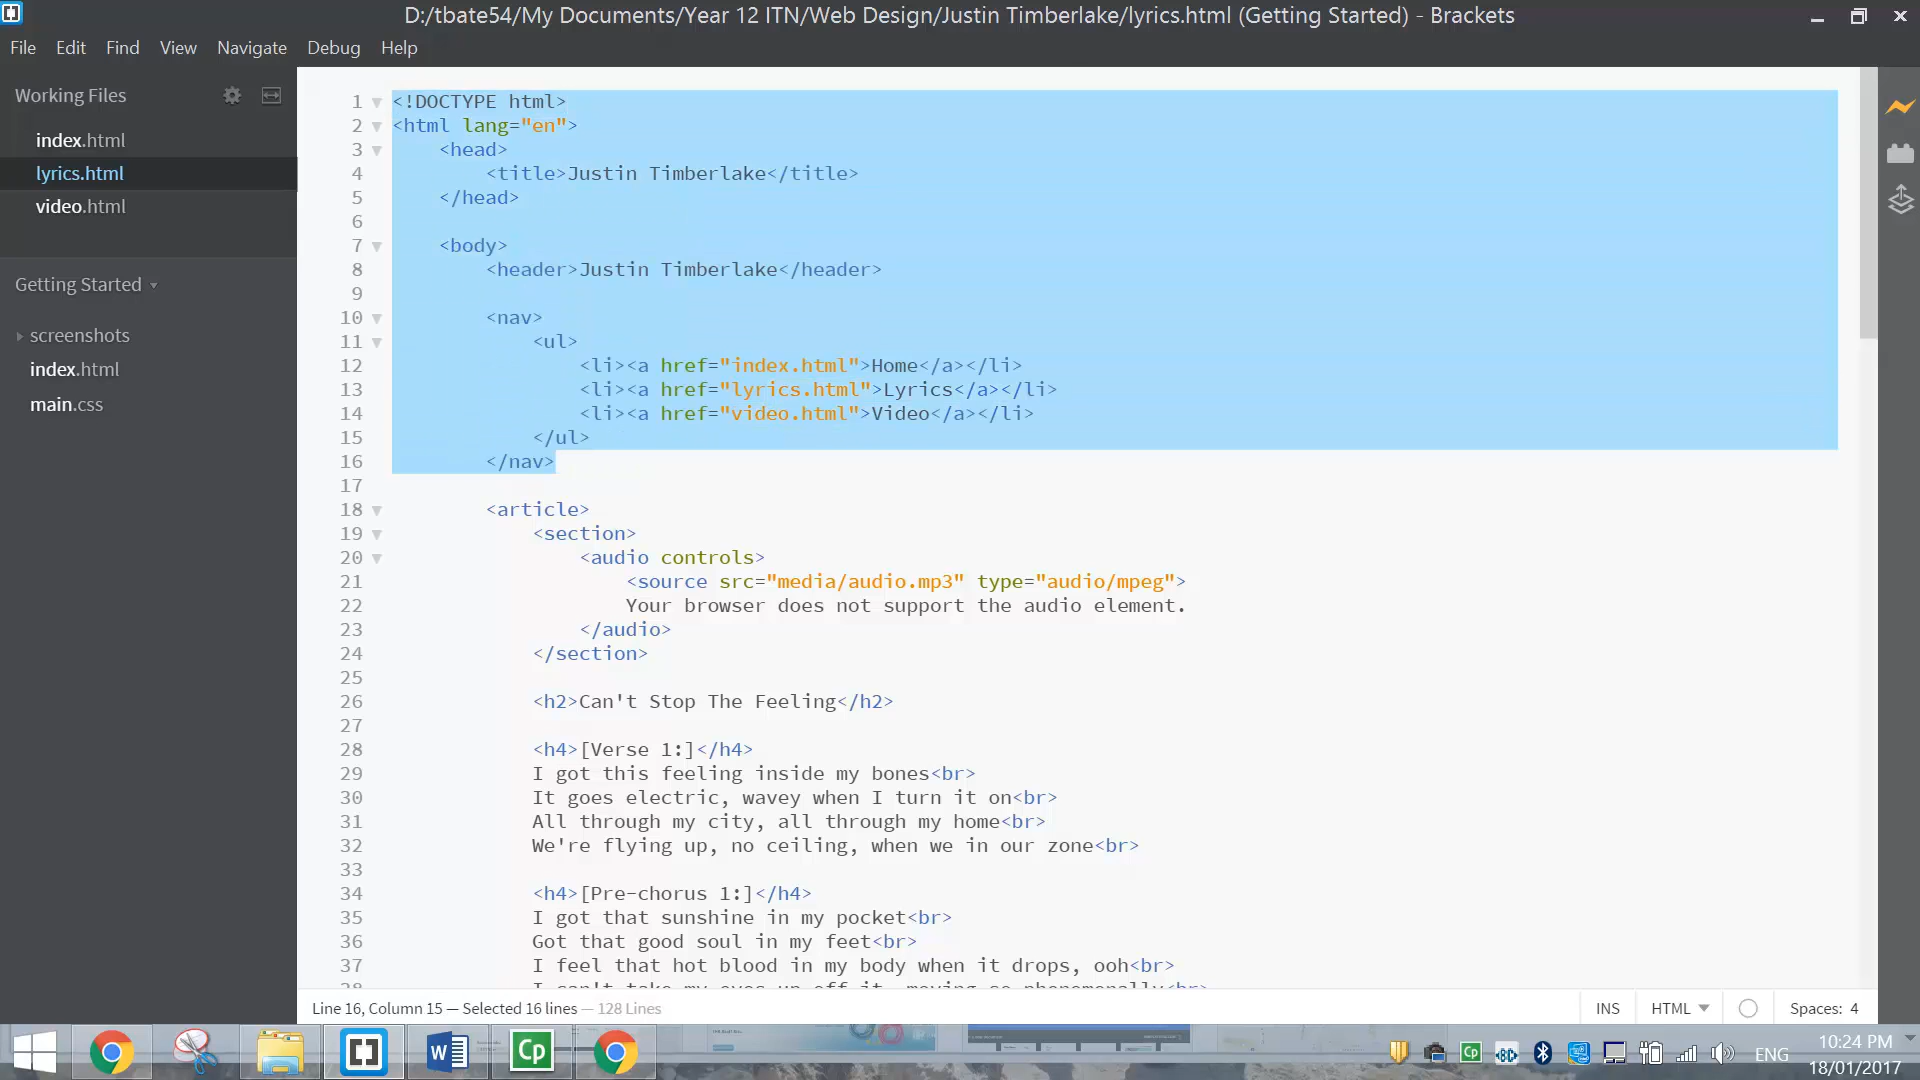 D:/tbate54/My Documents/Year 12 ITN/Web Design/Justin Timberlake/lyrics.html (Getting Started) - Brackets
File Edit Find View Navigate Debug Help
Working Files
index.html
lyrics.html
video.html
Getting Started
screenshots
index.html
main.css
1 <!DOCTYPE html>
2 <html lang="en">
3 <head>
4 <title>Justin Timberlake</title>
5 </head>
6
7 <body>
8 <header>Justin Timberlake</header>
9
10 <nav>
11 <ul>
12 <li><a href="index.html">Home</a></li>
13 <li><a href="lyrics.html">Lyrics</a></li>
14 <li><a href="video.html">Video</a></li>
15 </ul>
16 </nav>
17
18 <article>
19 <section>
20 <audio controls>
21 <source src="media/audio.mp3" type="audio/mpeg">
22 Your browser does not support the audio element.
23 </audio>
24 </section>
25
26 <h2>Can't Stop The Feeling</h2>
27
28 <h4>[Verse 1:]</h4>
29 I got this feeling inside my bones<br>
30 It goes electric, wavey when I turn it on<br>
31 All through my city, all through my home<br>
32 We're flying up, no ceiling, when we in our zone<br>
33
34 <h4>[Pre-chorus 1:]</h4>
35 I got that sunshine in my pocket<br>
36 Got that good soul in my feet<br>
37 I feel that hot blood in my body when it drops, ooh<br>
38 I can't take my eyes up off it, moving so phenomenally<br>
Line 16, Column 15 — Selected 16 lines — 128 Lines
INS HTML Spaces: 4
ENG
10:24 PM
18/01/2017